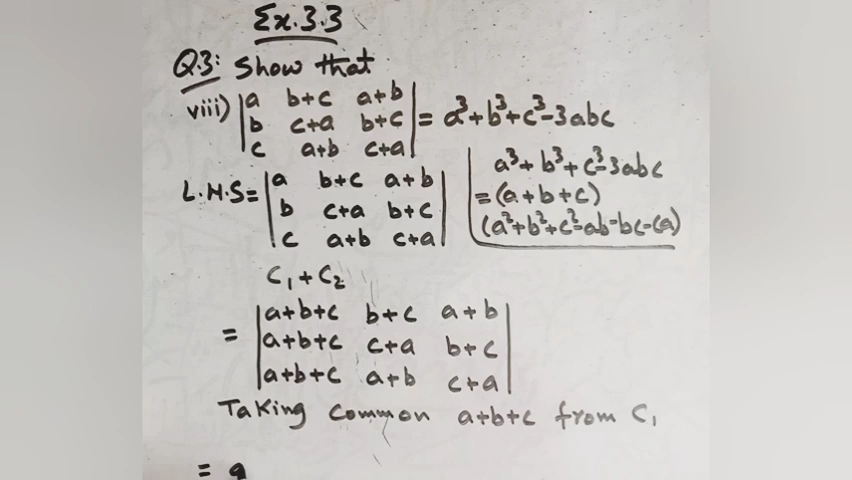 Ex.3.3
Q.3: Show that
viii) |a b+c a+b|
|b c+a b+c| = a³+b³+c³-3abc
|c a+b c+a|
L.H.S = |a b+c a+b|
|b c+a b+c|
|c a+b c+a|
a³+b³+c³-3abc
=(a+b+c)
(a²+b²+c²-ab-bc-ca)
C₁+C₂
= |a+b+c b+c a+b|
|a+b+c c+a b+c|
|a+b+c a+b c+a|
Taking common a+b+c from C₁
= a